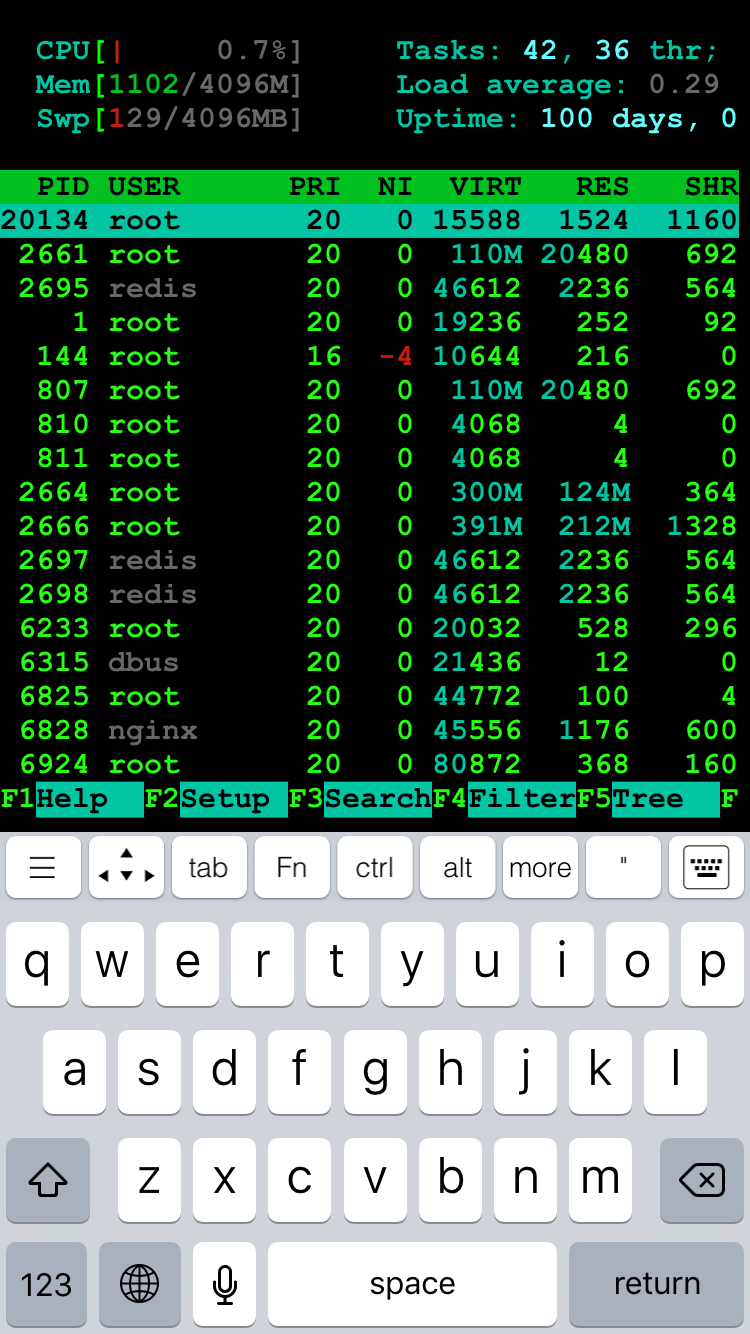 CPU[|     0.7%]
Tasks: 42, 36 thr;
Mem[1102/4096M]
Load average: 0.29
Swp[129/4096MB]
Uptime: 100 days, 0
PID USER PRI NI VIRT RES SHR
20134 root 20 0 15588 1524 1160
2661 root 20 0 110M 20480 692
2695 redis 20 0 46612 2236 564
1 root 20 0 19236 252 92
144 root 16 -4 10644 216 0
807 root 20 0 110M 20480 692
810 root 20 0 4068 4 0
811 root 20 0 4068 4 0
2664 root 20 0 300M 124M 364
2666 root 20 0 391M 212M 1328
2697 redis 20 0 46612 2236 564
2698 redis 20 0 46612 2236 564
6233 root 20 0 20032 528 296
6315 dbus 20 0 21436 12 0
6825 root 20 0 44772 100 4
6828 nginx 20 0 45556 1176 600
6924 root 20 0 80872 368 160
F1Help F2Setup F3SearchF4FilterF5Tree F
tab Fn ctrl alt more "
q w e r t y u i o p
a s d f g h j k l
z x c v b n m
123 space return